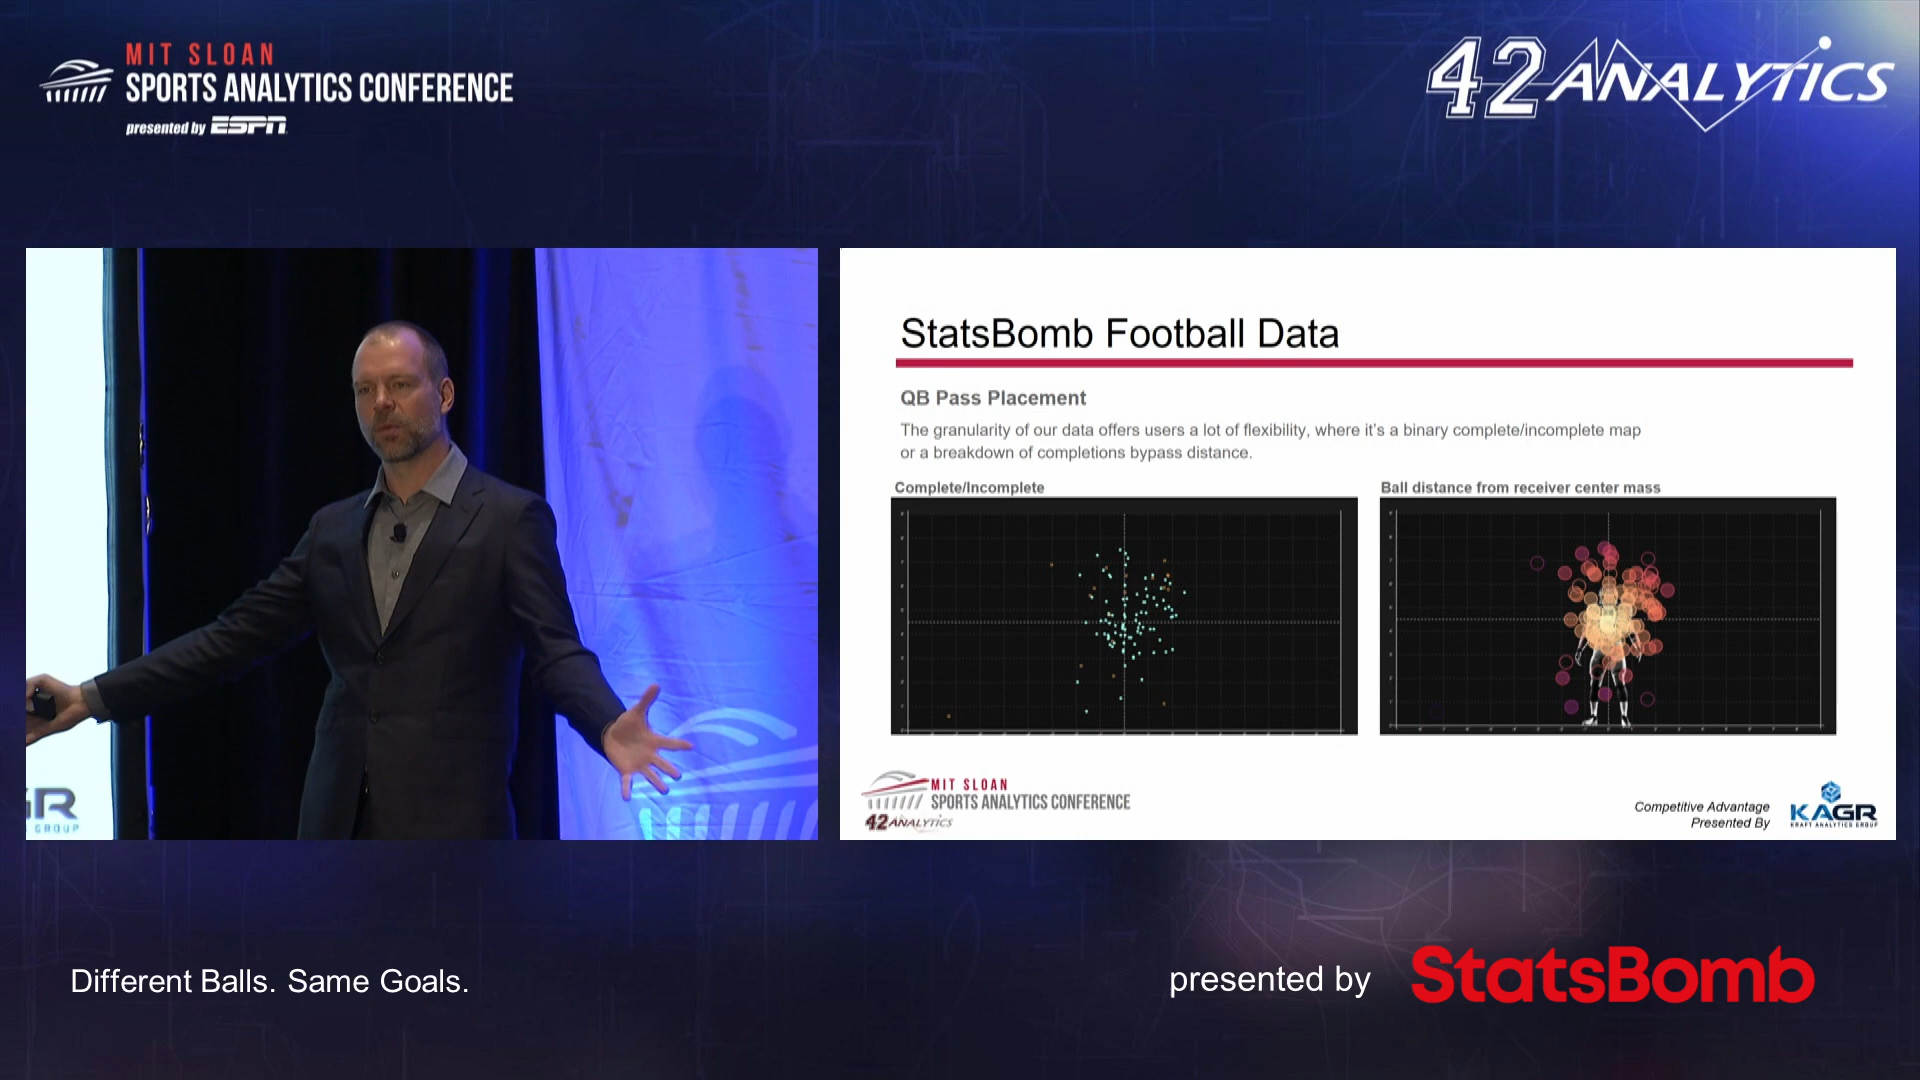 MIT SLOAN
SPORTS ANALYTICS CONFERENCE
presented by ESPN
42 ANALYTICS
GROUP
StatsBomb Football Data
QB Pass Placement
The granularity of our data offers users a lot of flexibility, where it's a binary complete/incomplete map
or a breakdown of completions bypass distance.
Complete/Incomplete
Ball distance from receiver center mass
MIT SLOAN
SPORTS ANALYTICS CONFERENCE
42 ANALYTICS
Competitive Advantage
Presented By
KAGR
KRAFT ANALYTICS GROUP
Different Balls. Same Goals.
presented by StatsBomb